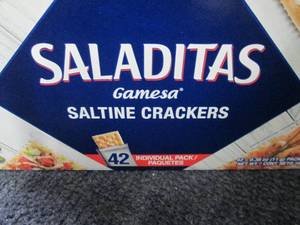 SALADITAS
Gamesa®
SALTINE CRACKERS
42 INDIVIDUAL PACK/
PAQUETES